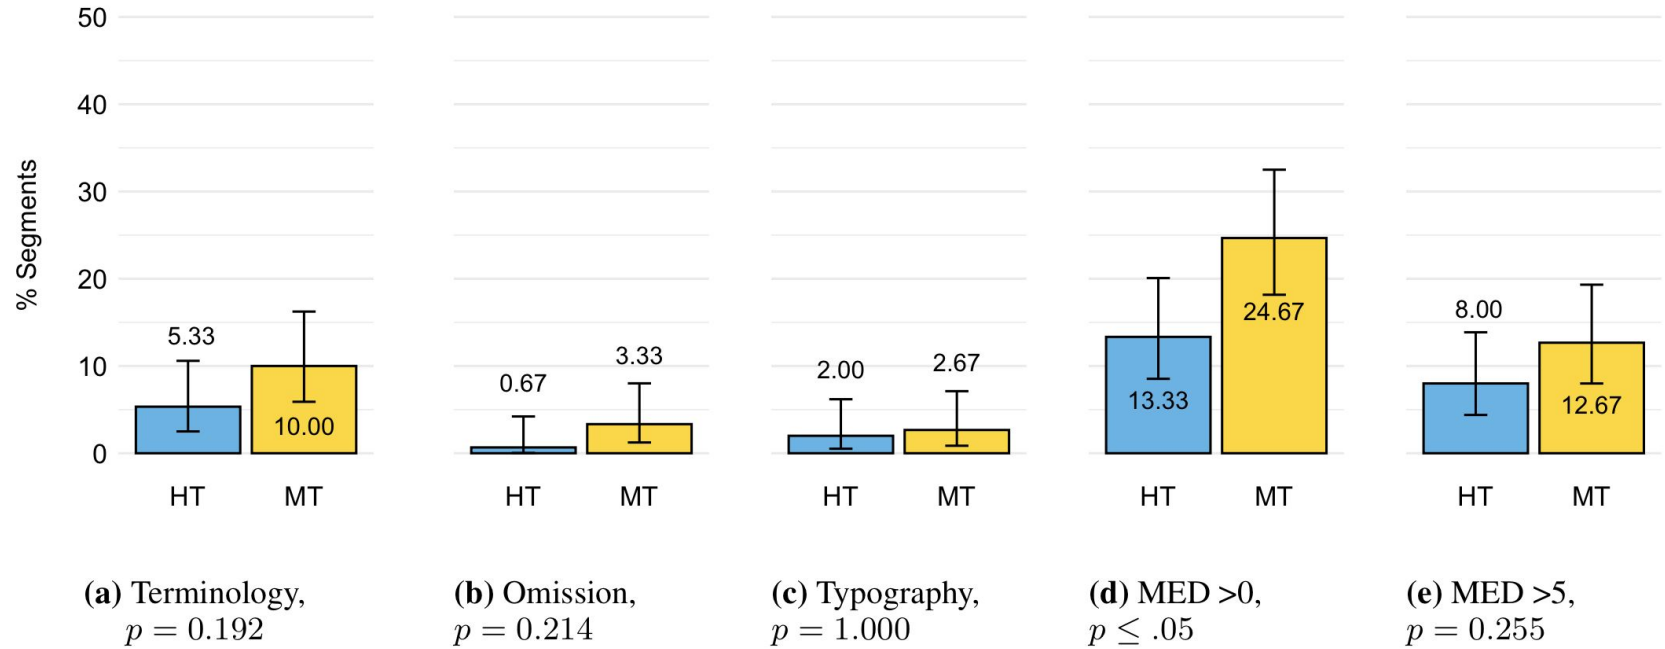 50
40
30
20
10
0
% Segments
5.33
10.00
HT MT
0.67
3.33
HT MT
2.00
2.67
HT MT
13.33
24.67
HT MT
8.00
12.67
HT MT
(a) Terminology,
p = 0.192
(b) Omission,
p = 0.214
(c) Typography,
p = 1.000
(d) MED >0,
p ≤ .05
(e) MED >5,
p = 0.255